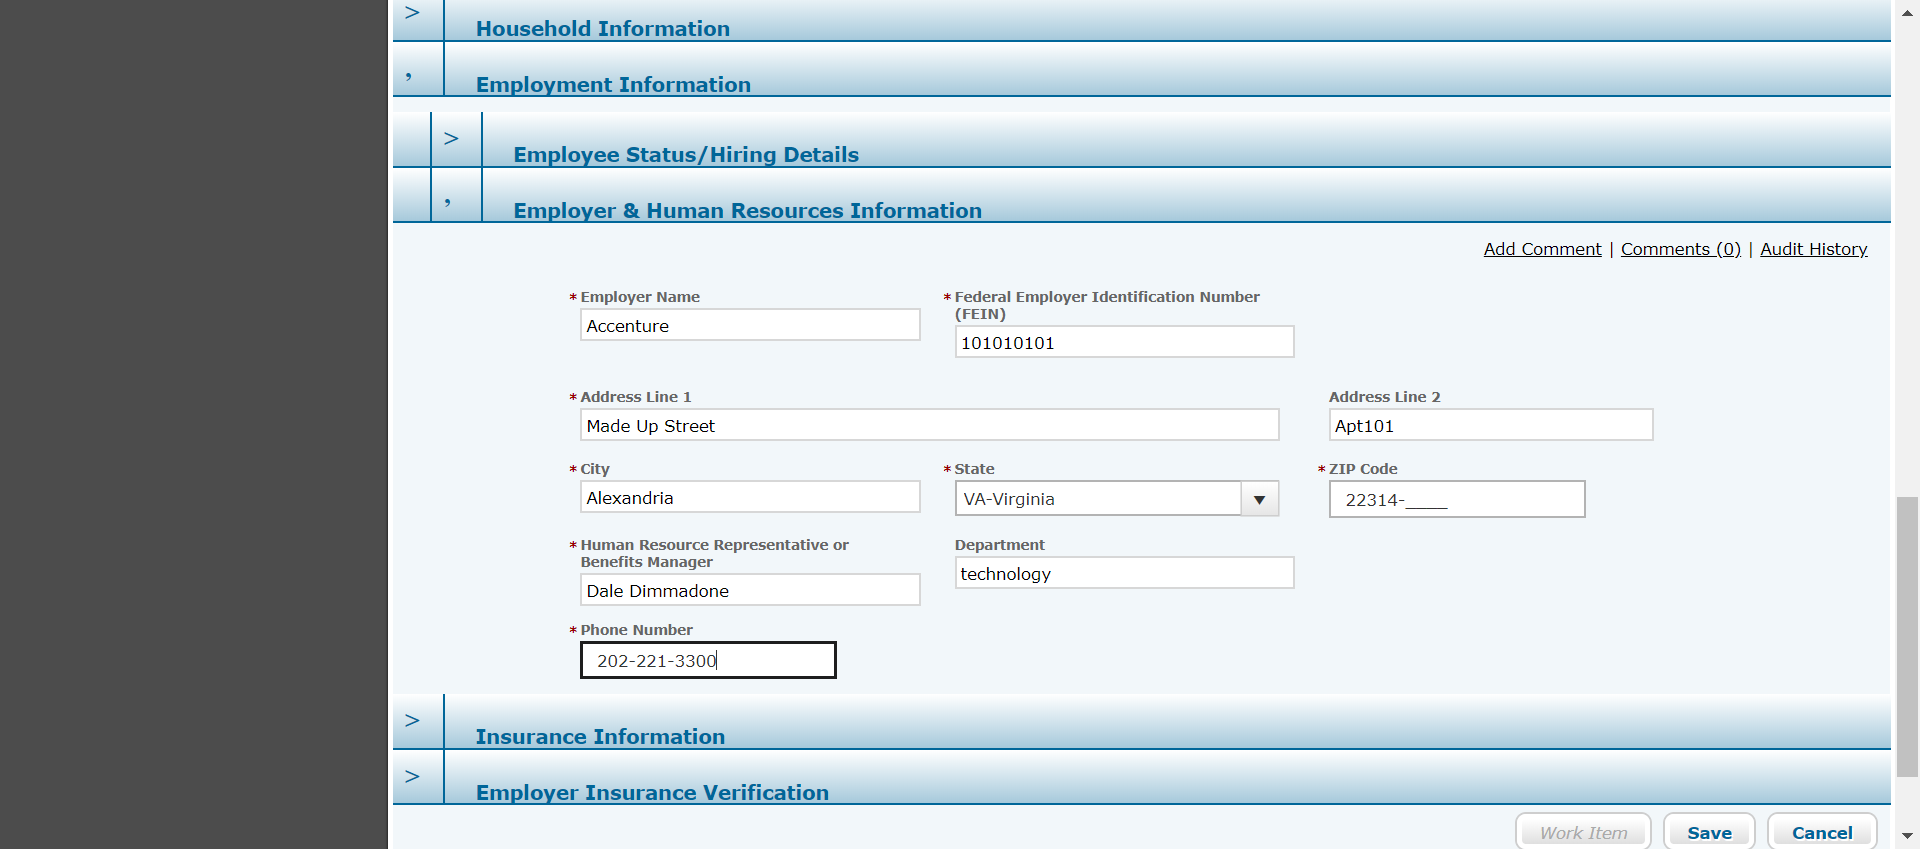 >
Household Information
,
Employment Information
>
Employee Status/Hiring Details
,
Employer & Human Resources Information
Add Comment | Comments (0) | Audit History
* Employer Name
Accenture
* Federal Employer Identification Number
(FEIN)
101010101
* Address Line 1
Made Up Street
Address Line 2
Apt101
* City
Alexandria
* State
VA-Virginia
* ZIP Code
22314-____
* Human Resource Representative or
Benefits Manager
Dale Dimmadone
Department
technology
* Phone Number
202-221-3300
>
Insurance Information
>
Employer Insurance Verification
Work Item
Save
Cancel